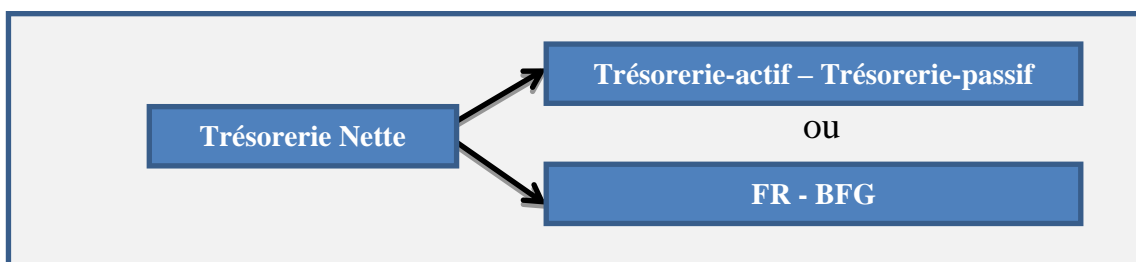 Trésorerie-actif – Trésorerie-passif
Trésorerie Nette
ou
FR - BFG